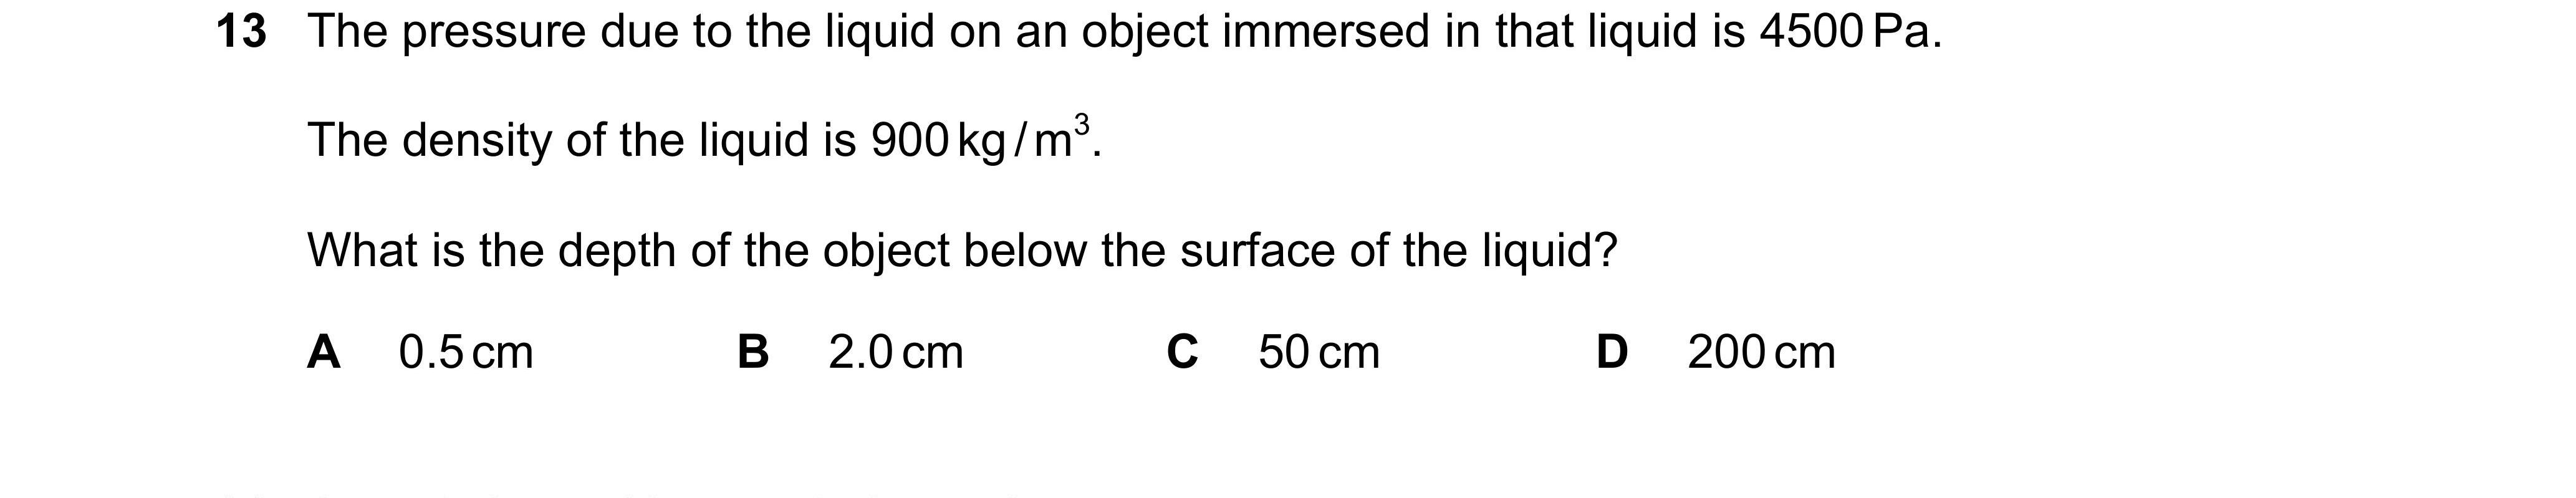 13 The pressure due to the liquid on an object immersed in that liquid is 4500 Pa.
The density of the liquid is 900 kg/m³.
What is the depth of the object below the surface of the liquid?
A 0.5 cm B 2.0 cm C 50 cm D 200 cm